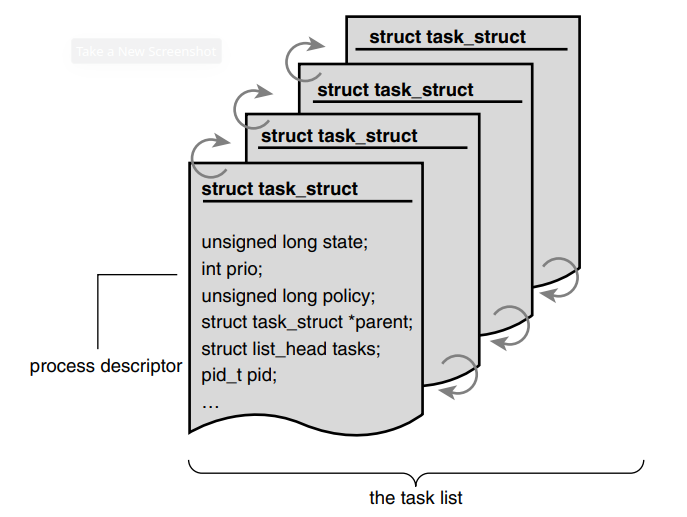 Take a New Screenshot
struct task_struct
struct task_struct
struct task_struct
struct task_struct
unsigned long state;
int prio;
unsigned long policy;
struct task_struct *parent;
struct list_head tasks;
pid_t pid;
...
process descriptor
the task list